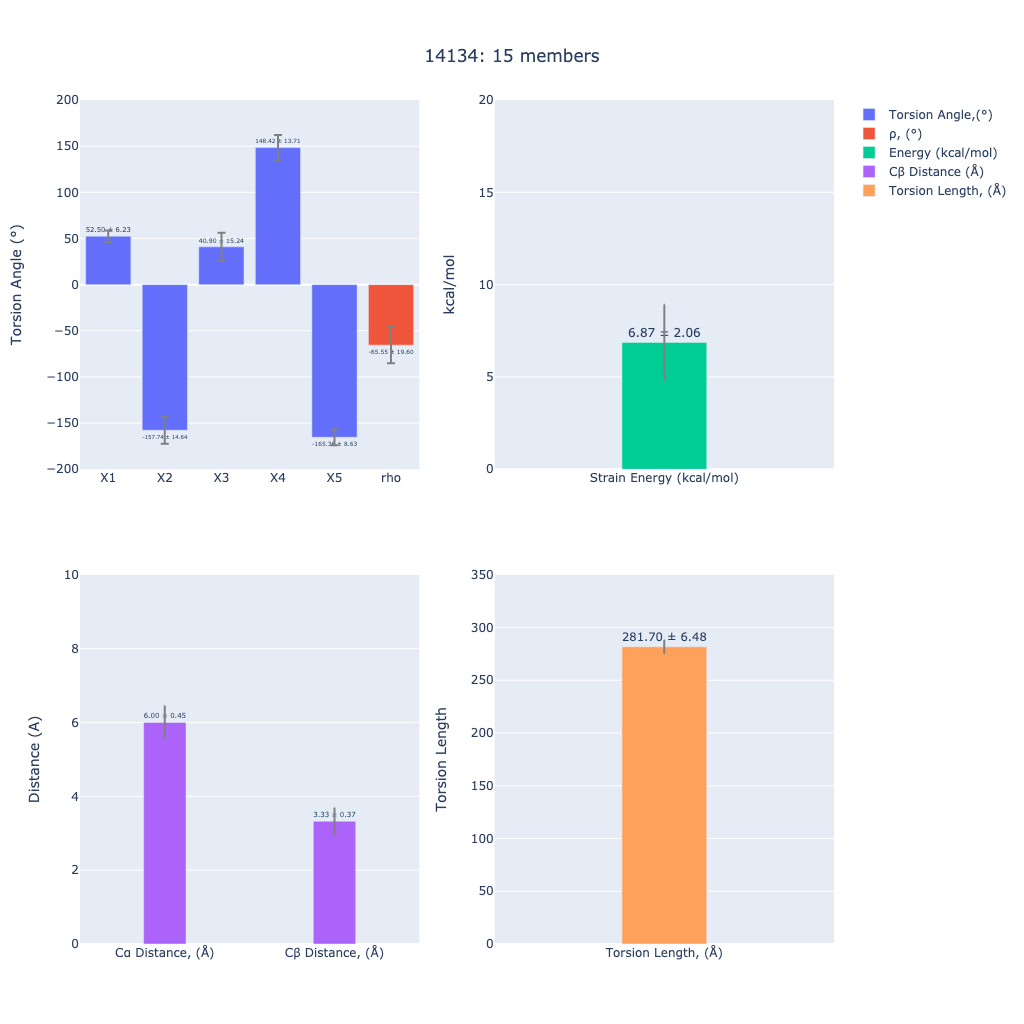 14134: 15 members
200
150
100
50
0
−50
−100
−150
−200
Torsion Angle (°)
52.50 ± 6.23
-157.74 ± 14.64
40.90 ± 15.24
148.42 ± 13.71
± 8.63
-65.55 ± 19.60
X1 X2 X3 X4 X5 rho
20
15
10
5
0
kcal/mol
6.87 ± 2.06
Strain Energy (kcal/mol)
Torsion Angle,(°)
ρ, (°)
Energy (kcal/mol)
Cβ Distance (Å)
Torsion Length, (Å)
10
8
6
4
2
0
Distance (A)
6.00 ± 0.45
3.33 ± 0.37
Cα Distance, (Å) Cβ Distance, (Å)
350
300
250
200
150
100
50
0
Torsion Length
281.70 ± 6.48
Torsion Length, (Å)